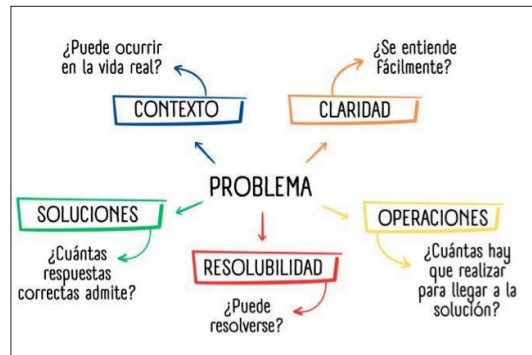 ¿Puede ocurrir
en la vida real?
CONTEXTO
¿Se entiende
fácilmente?
CLARIDAD
PROBLEMA
SOLUCIONES
¿Cuántas
respuestas
correctas admite?
RESOLUBILIDAD
¿Puede
resolverse?
OPERACIONES
¿Cuántas hay
que realizar
para llegar a la
solución?